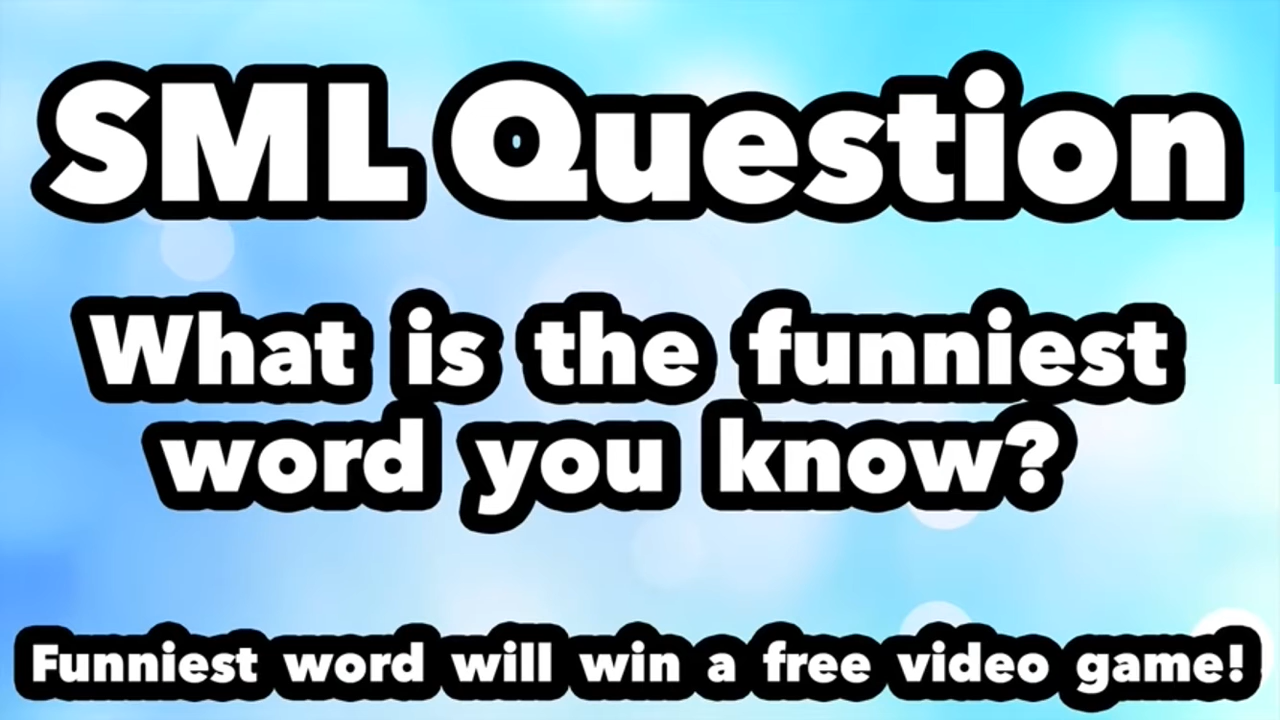 SML Question
What is the funniest
word you know?
Funniest word will win a free video game!